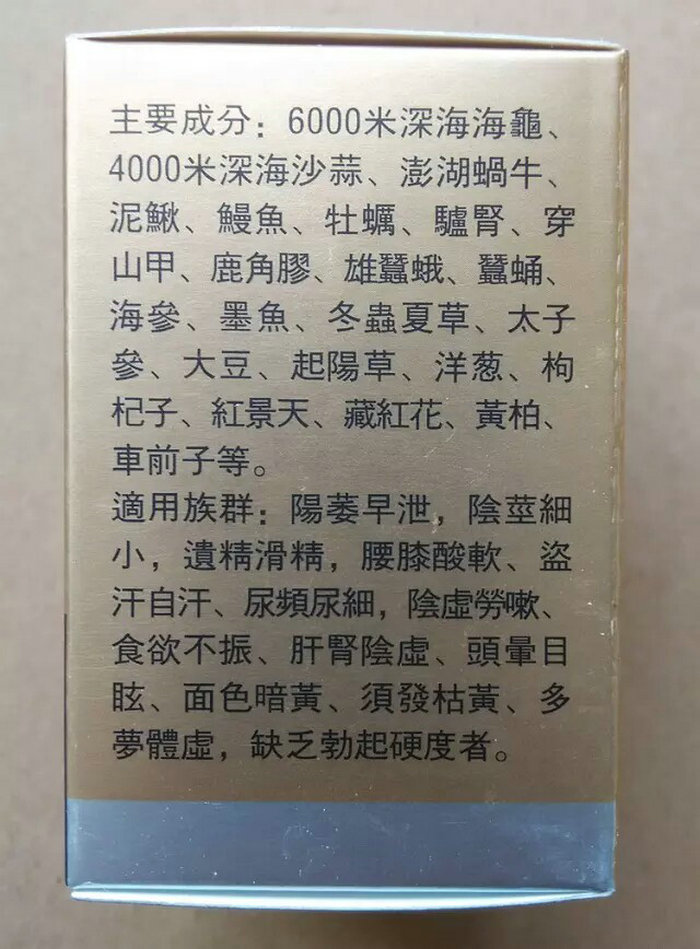 主要成分：6000米深海海龜、
4000米深海沙蒜、澎湖蝸牛、
泥鰍、鰻魚、牡蠣、驢腎、穿
山甲、鹿角膠、雄蠶蛾、蠶蛹、
海參、墨魚、冬蟲夏草、太子
參、大豆、起陽草、洋葱、枸
杞子、紅景天、藏紅花、黃柏、
車前子等。
適用族群：陽萎早泄，陰莖細
小，遺精滑精，腰膝酸軟、盜
汗自汗、尿頻尿細，陰虛勞嗽、
食欲不振、肝腎陰虛、頭暈目
眩、面色暗黃、須發枯黃、多
夢體虛，缺乏勃起硬度者。